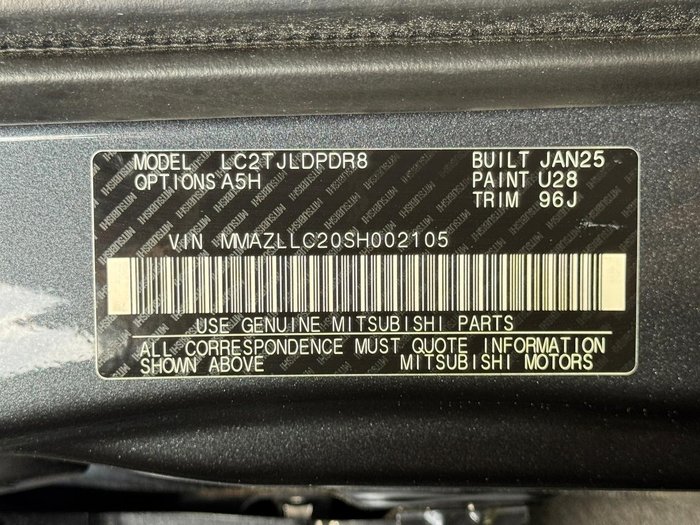 MODEL LC2TJLDPDR8 BUILT JAN25
OPTIONS A5H PAINT U28
TRIM 96J
VIN MMAZLLC20SH002105
USE GENUINE MITSUBISHI PARTS
ALL CORRESPONDENCE MUST QUOTE INFORMATION
SHOWN ABOVE MITSUBISHI MOTORS